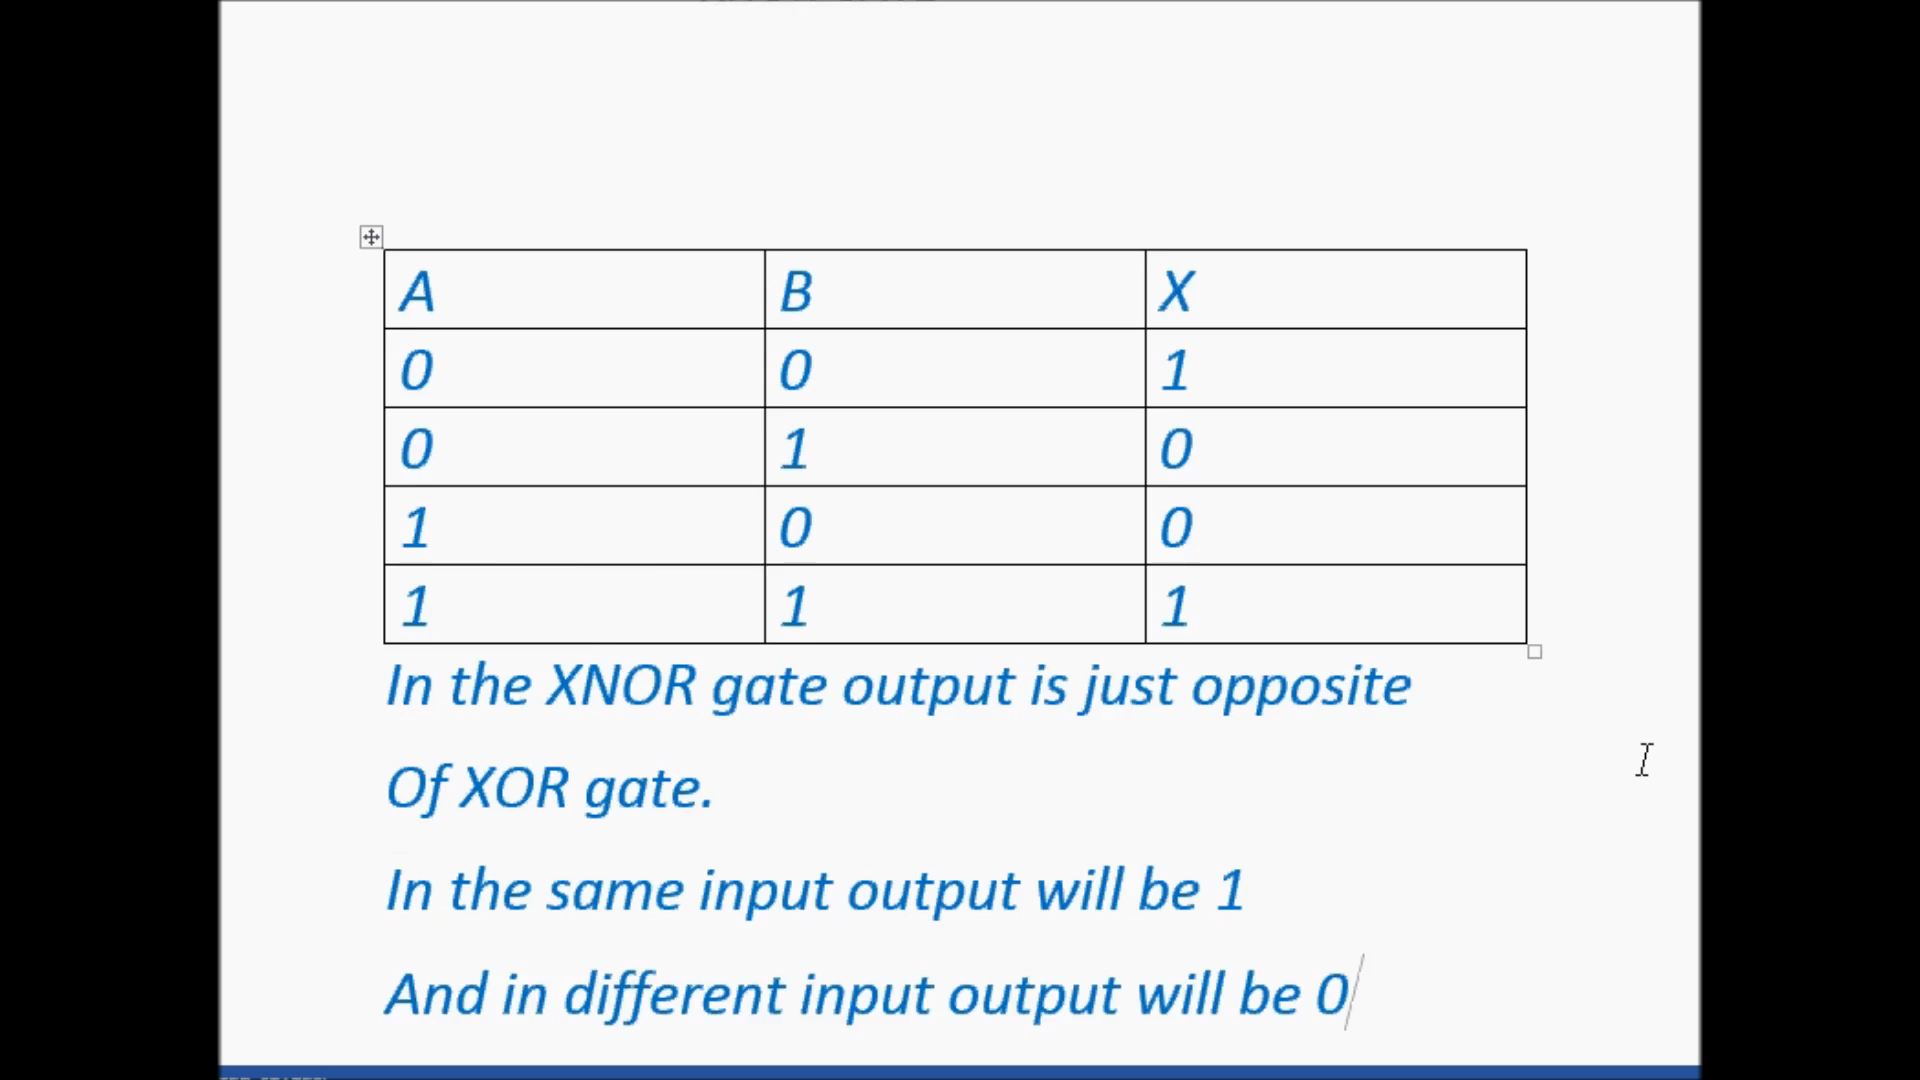 A B X
0 0 1
0 1 0
1 0 0
1 1 1
In the XNOR gate output is just opposite
Of XOR gate.
In the same input output will be 1
And in different input output will be 0